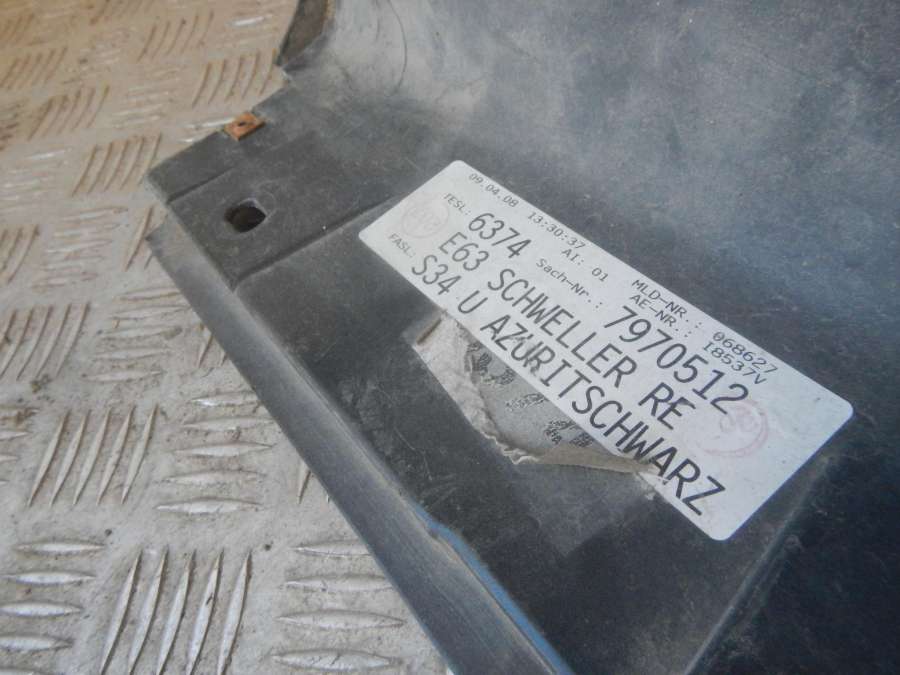 09.04.08 13:30:37 AI: 01 MLD-NR.: 068627
AE-NR.: I8537V
TESL: 6374 Sach-Nr.: 7970512
E63 SCHWELLER RE
FASL: S34 U AZURITSCHWARZ